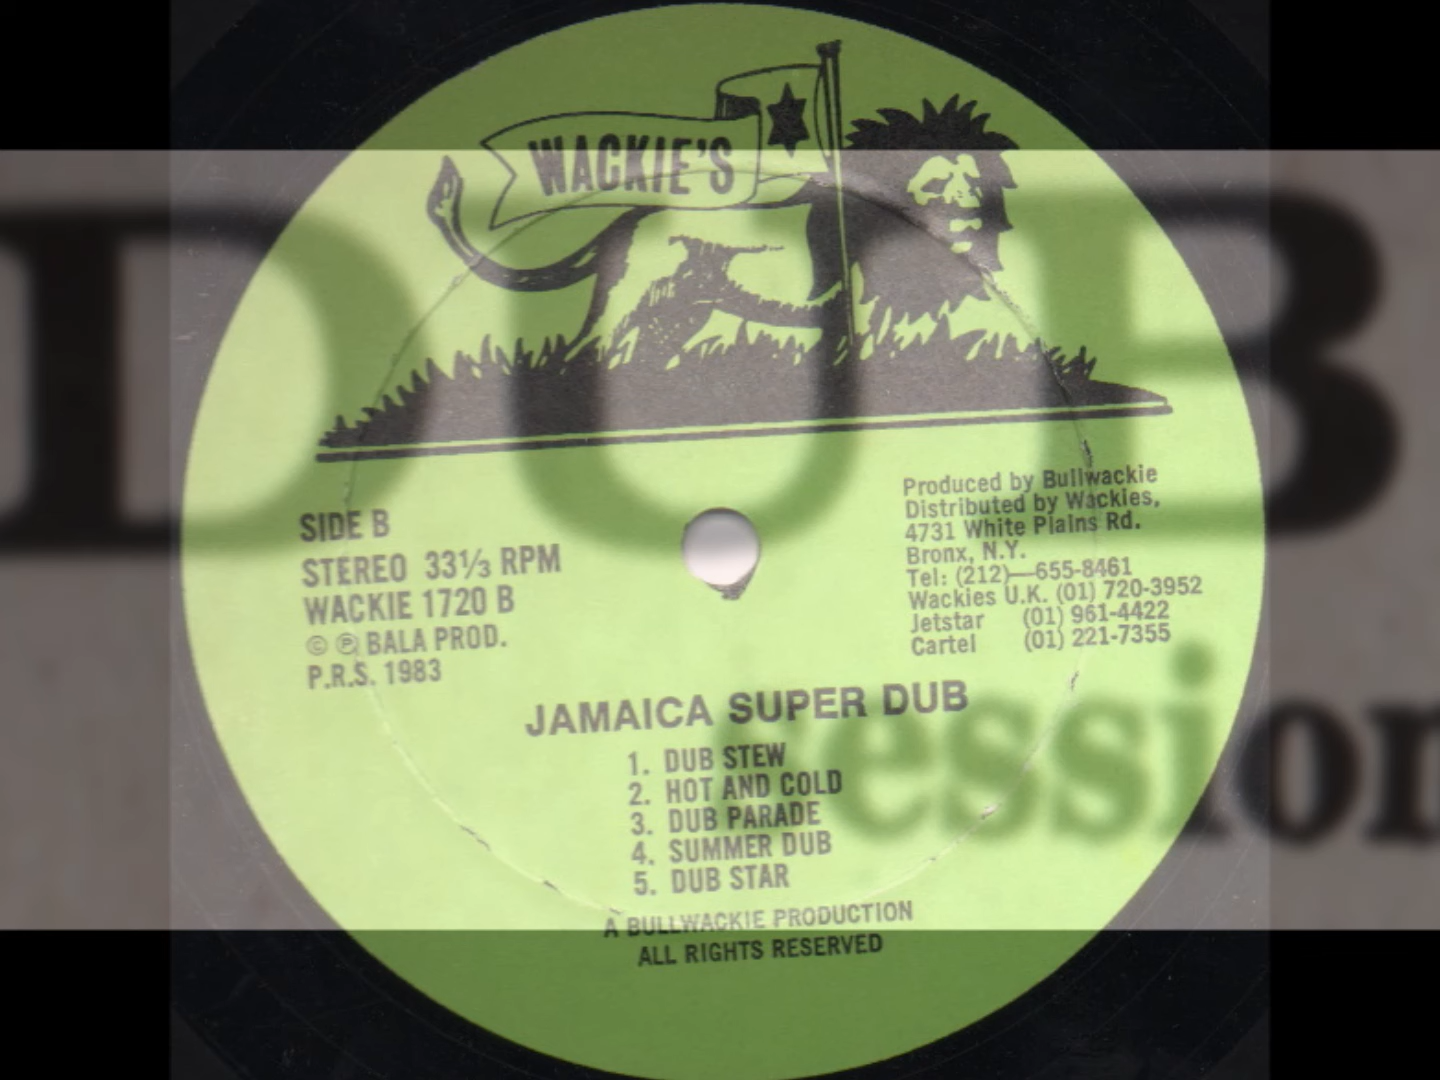 WACKIE'S
DUB
ession
SIDE B
STEREO 33⅓ RPM
WACKIE 1720 B
© ℗ BALA PROD.
P.R.S. 1983
Produced by Bullwackie
Distributed by Wackies,
4731 White Plains Rd.
Bronx, N.Y.
Tel: (212)—655-8461
Wackies U.K. (01) 720-3952
Jetstar (01) 961-4422
Cartel (01) 221-7355
JAMAICA SUPER DUB
1. DUB STEW
2. HOT AND COLD
3. DUB PARADE
4. SUMMER DUB
5. DUB STAR
A BULLWACKIE PRODUCTION
ALL RIGHTS RESERVED